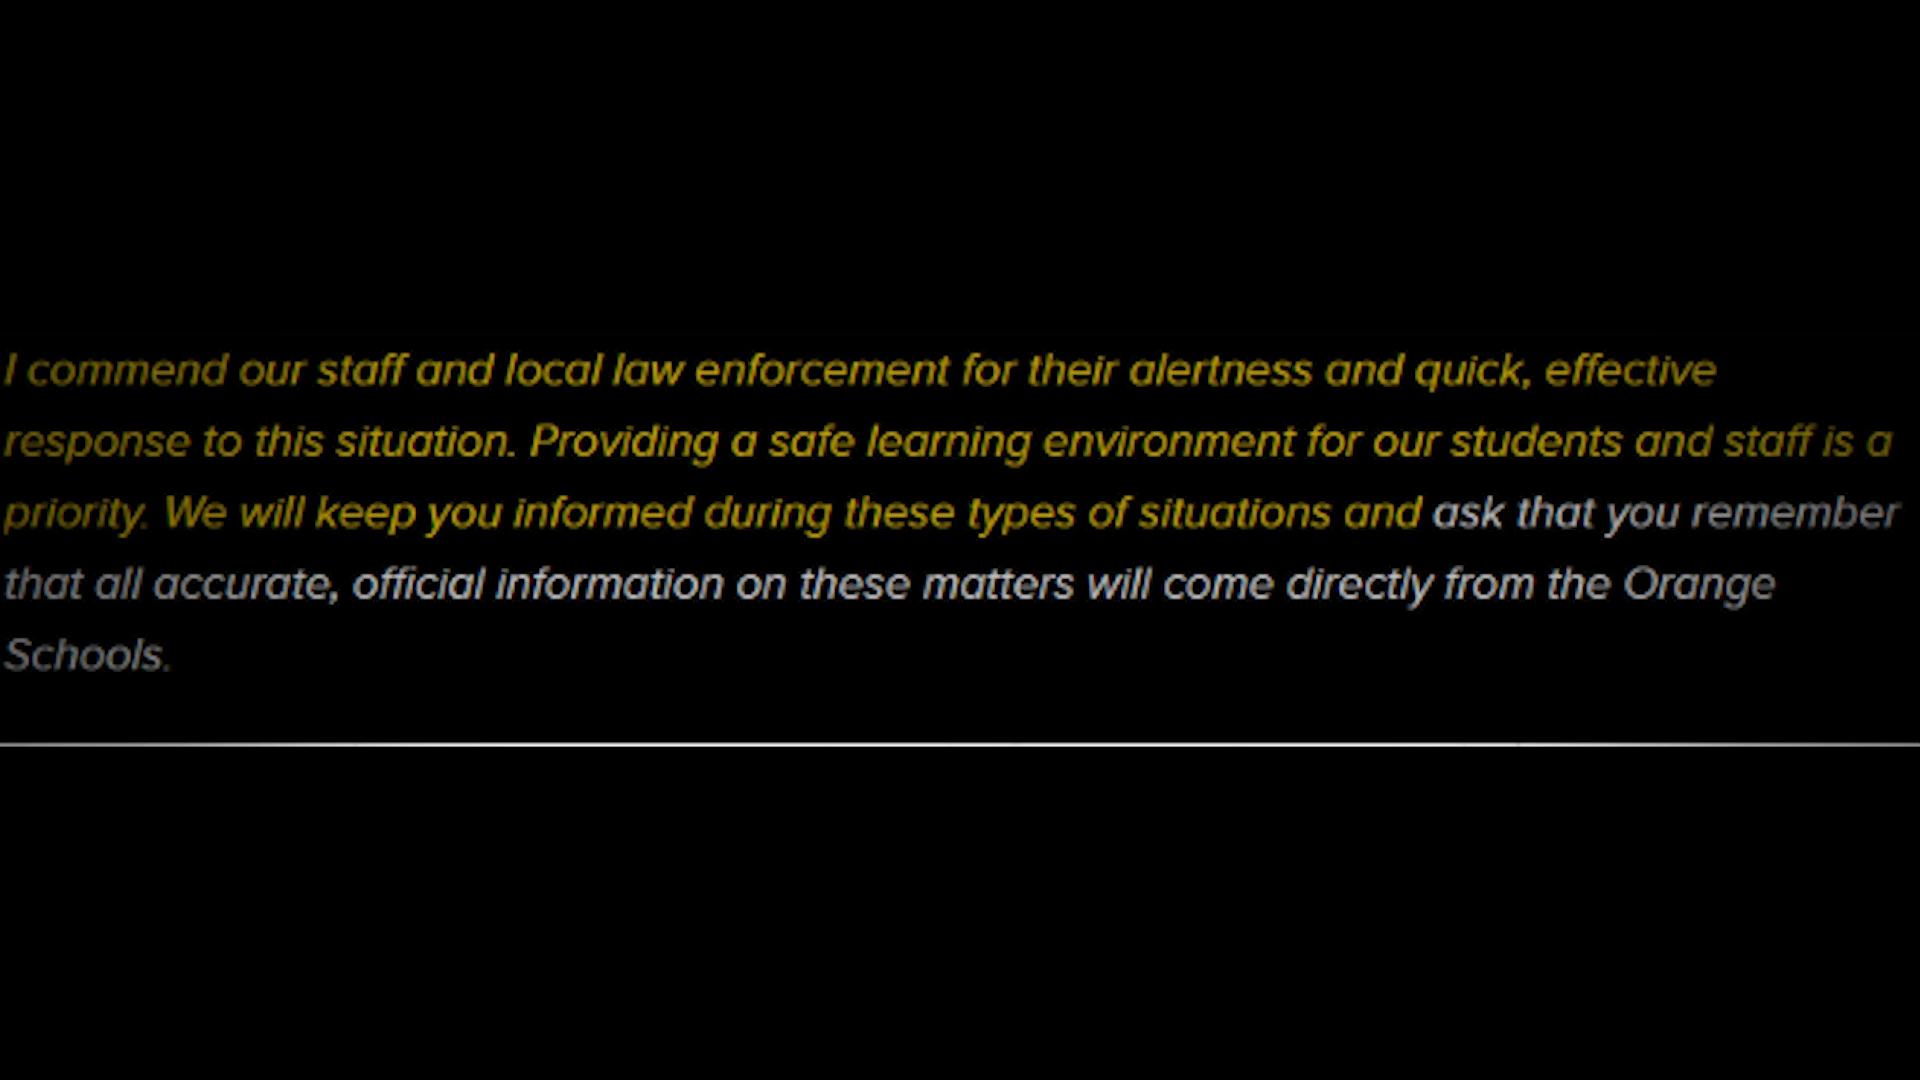 I commend our staff and local law enforcement for their alertness and quick, effective
response to this situation. Providing a safe learning environment for our students and staff is a
priority. We will keep you informed during these types of situations and ask that you remember
that all accurate, official information on these matters will come directly from the Orange
Schools.